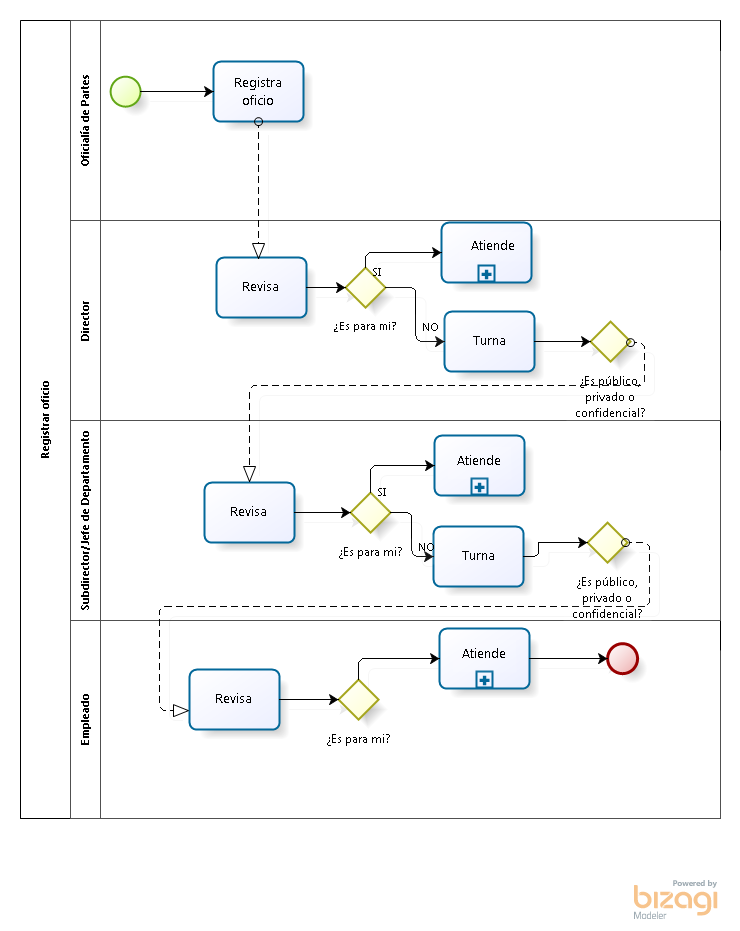 Registrar oficio
Oficialía de Partes
Registra
oficio
Director
Revisa
SI
¿Es para mi?
NO
Atiende
Turna
¿Es público,
privado o
confidencial?
Subdirector/Jefe de Departamento
Revisa
SI
¿Es para mi?
NO
Atiende
Turna
¿Es público,
privado o
confidencial?
Empleado
Revisa
¿Es para mi?
Atiende
Powered by
bizagi
Modeler